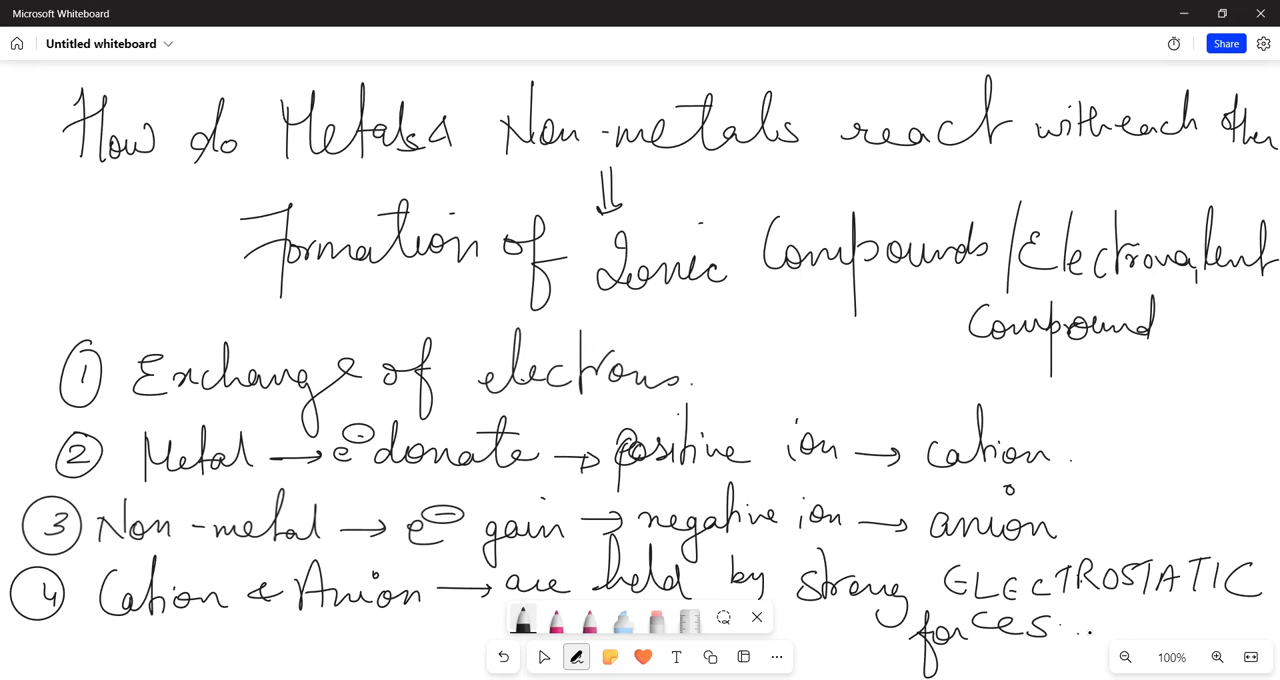 Microsoft Whiteboard
Untitled whiteboard
Share
How do Metals & Non-metals react with each other
⇓
Formation of Ionic Compounds/Electrovalent
Compound
① Exchange of electrons.
② Metal → e⊖ donate → positive ion → cation.
③ Non-metal → e⊖ gain → negative ion → anion
④ Cation & Anion → are held by strong ELECTROSTATIC
forces...
T
100%